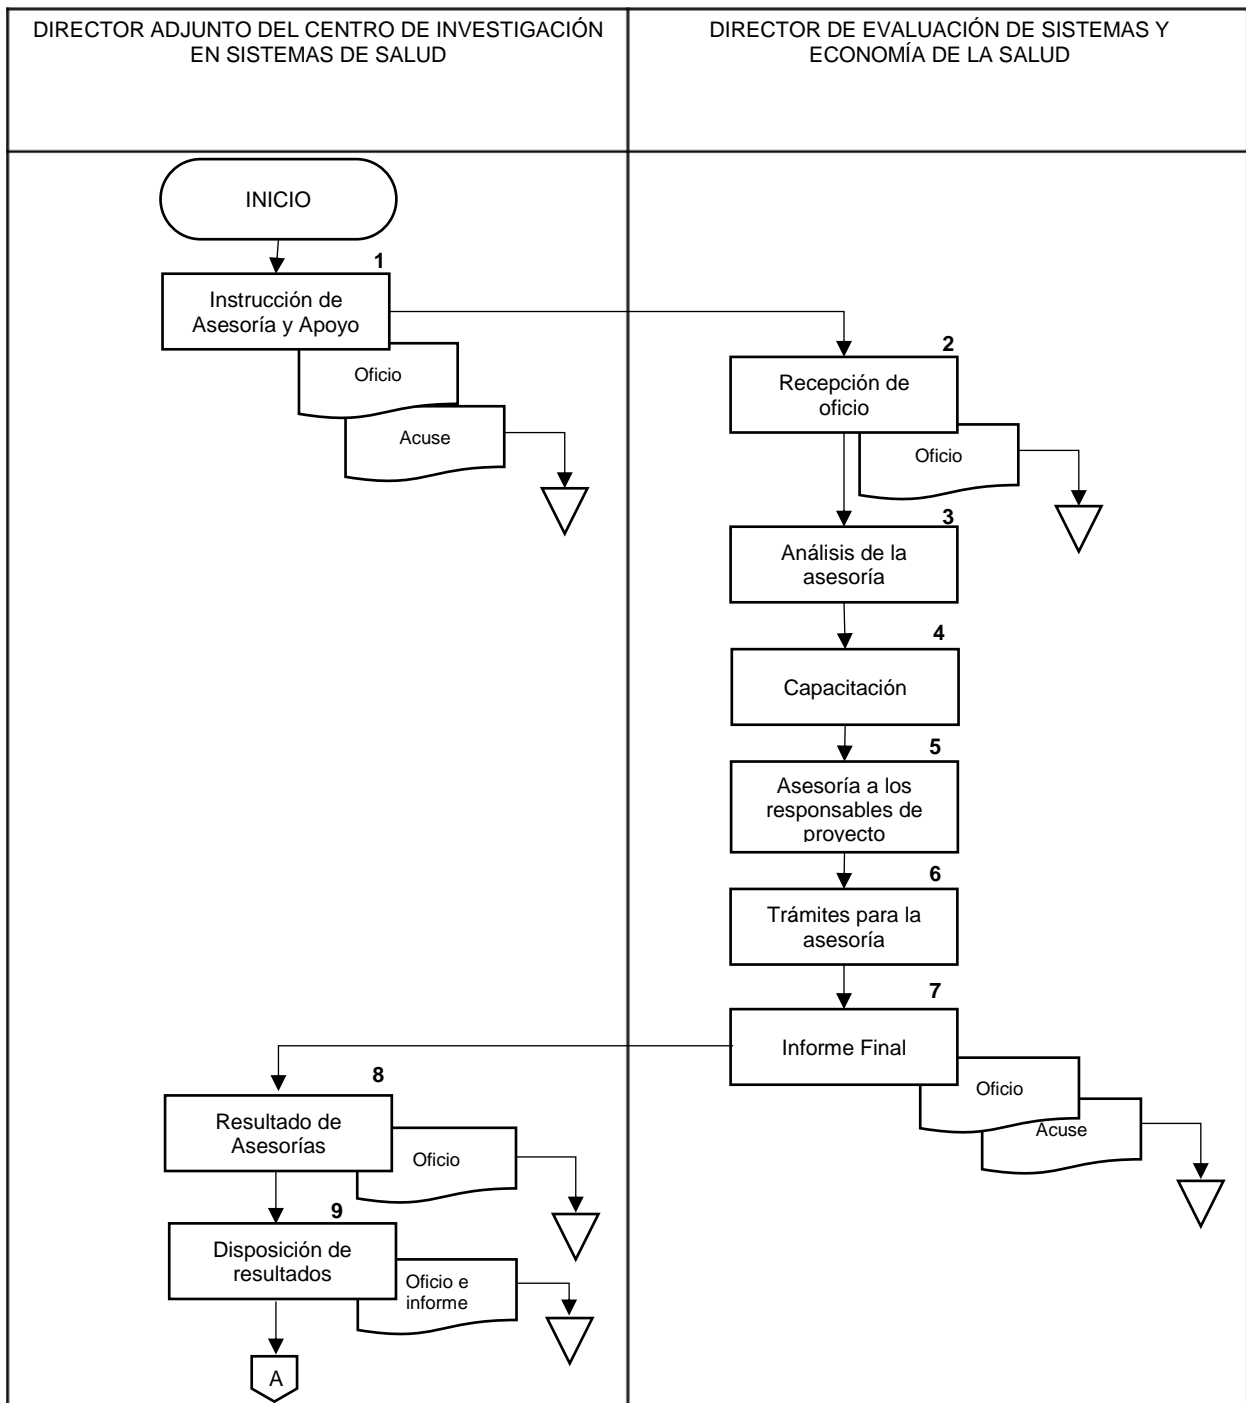 DIRECTOR ADJUNTO DEL CENTRO DE INVESTIGACIÓN
EN SISTEMAS DE SALUD
DIRECTOR DE EVALUACIÓN DE SISTEMAS Y
ECONOMÍA DE LA SALUD
INICIO
1
Instrucción de
Asesoría y Apoyo
Oficio
Acuse
2
Recepción de
oficio
Oficio
3
Análisis de la
asesoría
4
Capacitación
5
Asesoría a los
responsables de
proyecto
6
Trámites para la
asesoría
7
Informe Final
Oficio
Acuse
8
Resultado de
Asesorías
Oficio
9
Disposición de
resultados
Oficio e
informe
A